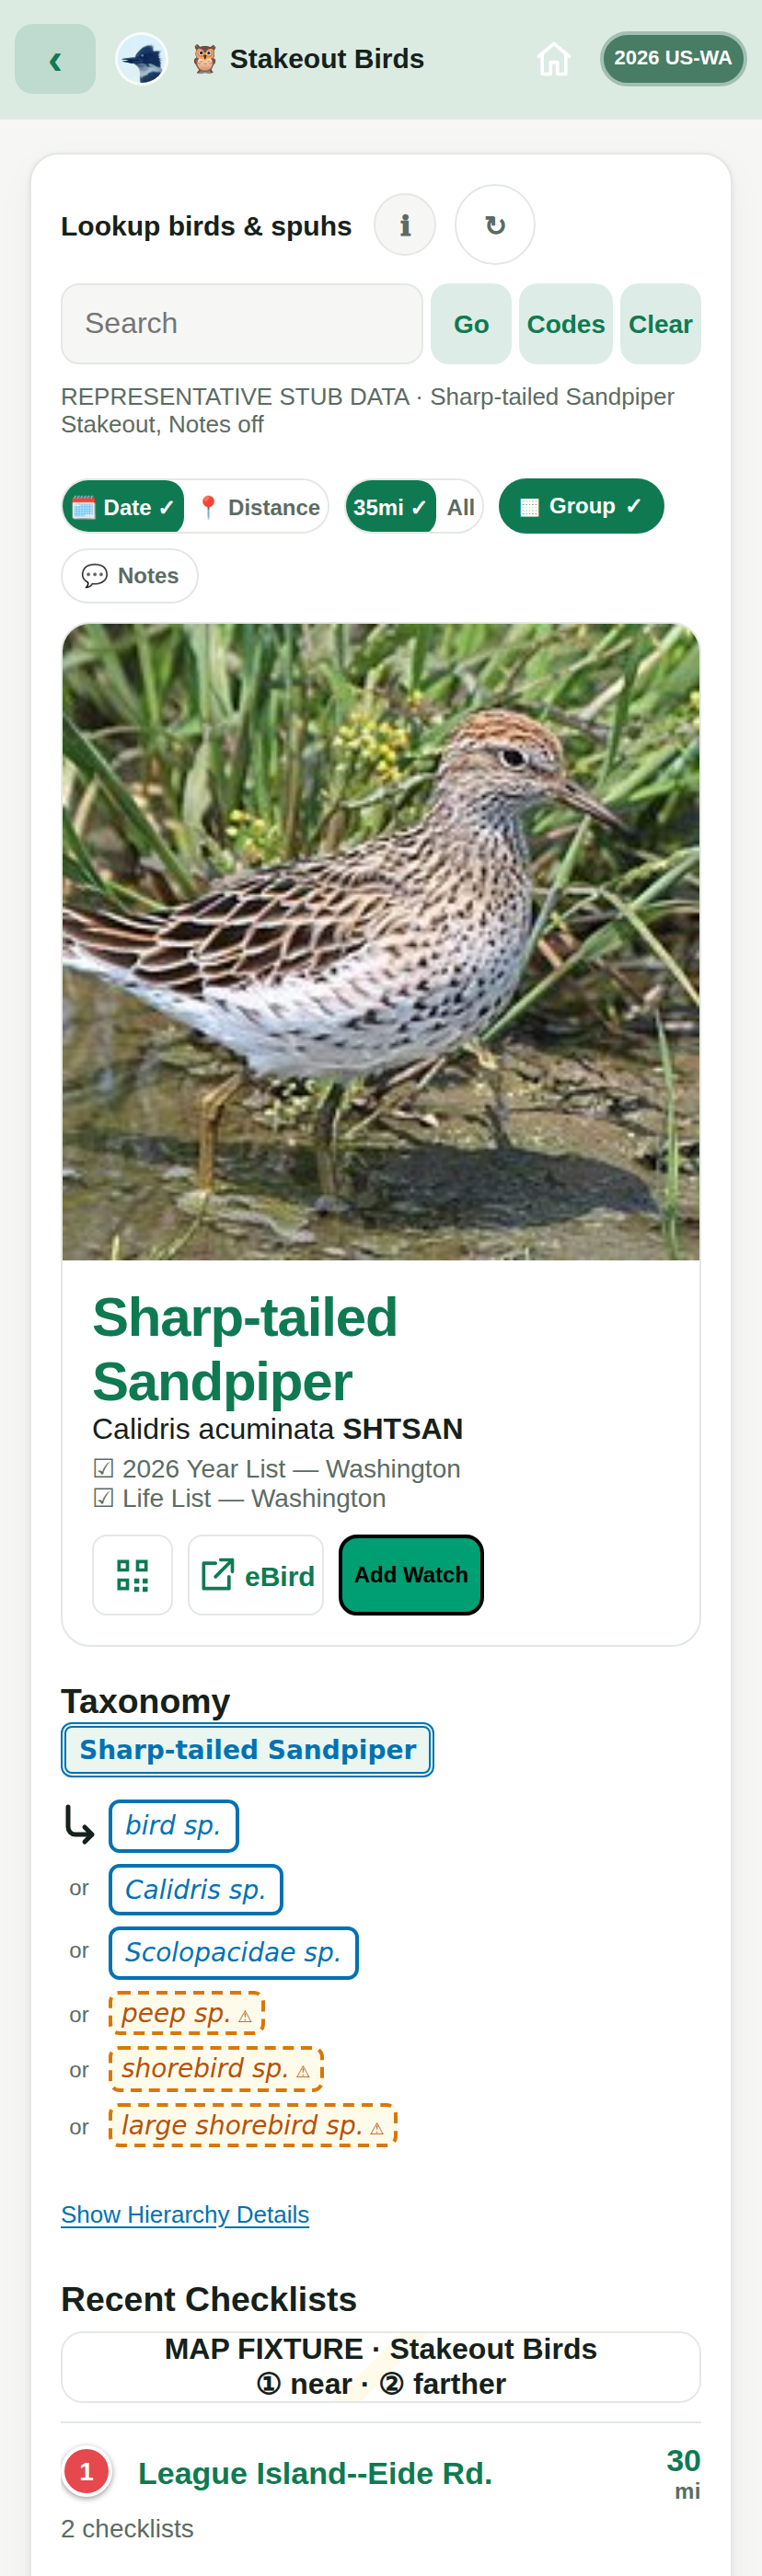 ‹ 🦉 Stakeout Birds 2026 US-WA
Lookup birds & spuhs ℹ ↻
Search Go Codes Clear
REPRESENTATIVE STUB DATA · Sharp-tailed Sandpiper
Stakeout, Notes off
🗓️ Date ✓ 📍 Distance 35mi ✓ All ▦ Group ✓
💬 Notes
Sharp-tailed
Sandpiper
Calidris acuminata SHTSAN
☑ 2026 Year List — Washington
☑ Life List — Washington
eBird Add Watch
Taxonomy
Sharp-tailed Sandpiper
bird sp.
or Calidris sp.
or Scolopacidae sp.
or peep sp. ⚠
or shorebird sp. ⚠
or large shorebird sp. ⚠
Show Hierarchy Details
Recent Checklists
MAP FIXTURE · Stakeout Birds
① near · ② farther
1 League Island--Eide Rd. 30
mi
2 checklists